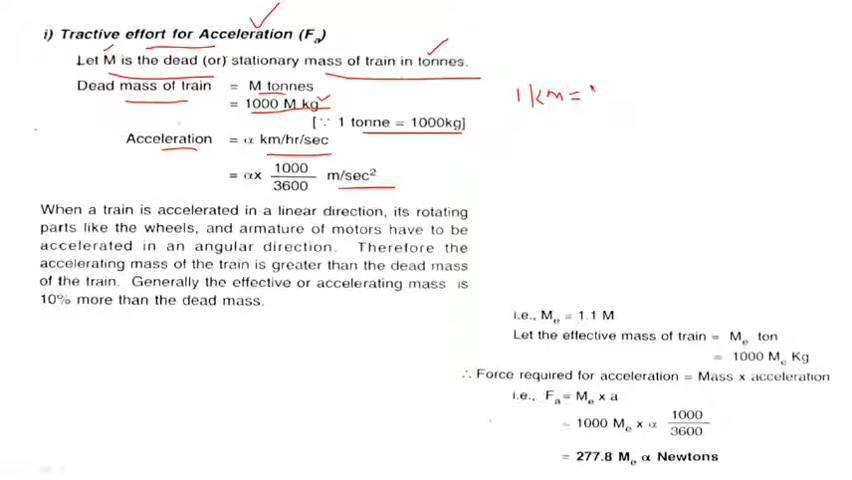 i) Tractive effort for Acceleration (Fa)
Let M is the dead (or) stationary mass of train in tonnes.
Dead mass of train = M tonnes
= 1000 M kg
[∵ 1 tonne = 1000kg]
Acceleration = α km/hr/sec
= αx 1000/3600 m/sec²
When a train is accelerated in a linear direction, its rotating
parts like the wheels, and armature of motors have to be
accelerated in an angular direction. Therefore the
accelerating mass of the train is greater than the dead mass
of the train. Generally the effective or accelerating mass is
10% more than the dead mass.
1 km =
i.e., Me = 1.1 M
Let the effective mass of train = Me ton
= 1000 Me Kg
∴ Force required for acceleration = Mass x acceleration
i.e., Fa = Me x a
= 1000 Me x α 1000/3600
= 277.8 Me α Newtons